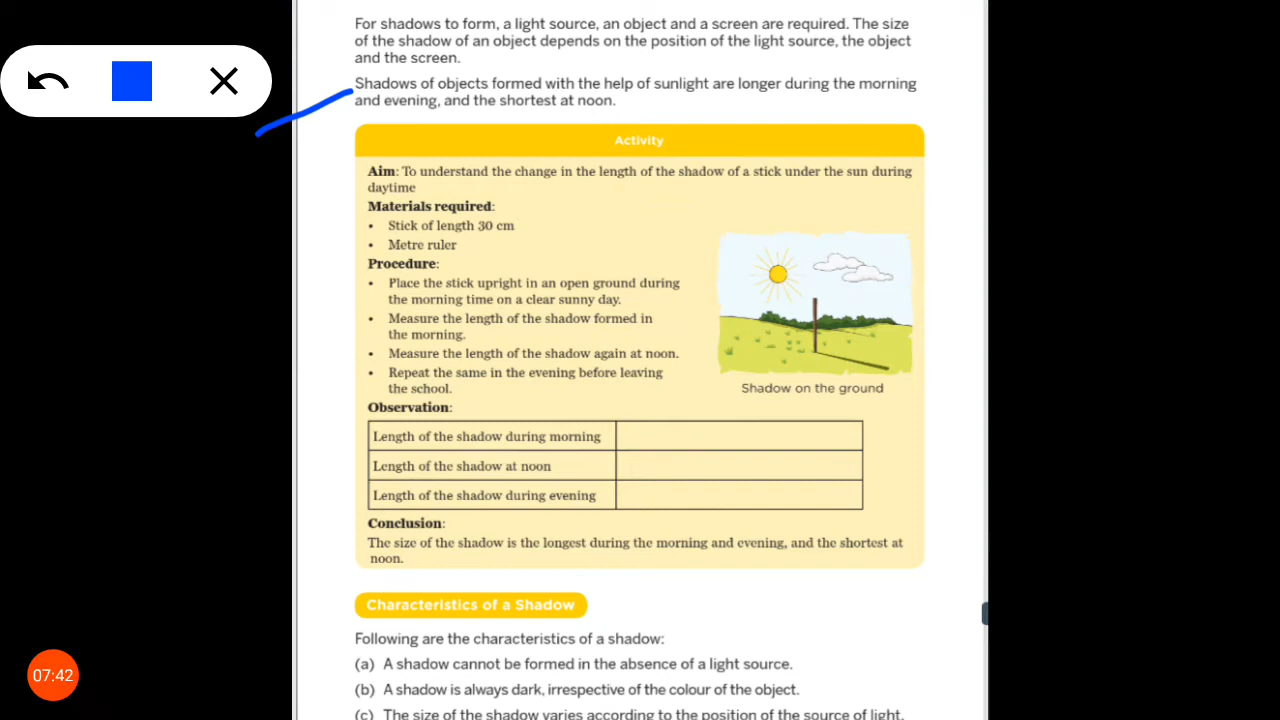 For shadows to form, a light source, an object and a screen are required. The size
of the shadow of an object depends on the position of the light source, the object
and the screen.
Shadows of objects formed with the help of sunlight are longer during the morning
and evening, and the shortest at noon.
Activity
Aim: To understand the change in the length of the shadow of a stick under the sun during
daytime
Materials required:
• Stick of length 30 cm
• Metre ruler
Procedure:
• Place the stick upright in an open ground during
the morning time on a clear sunny day.
• Measure the length of the shadow formed in
the morning.
• Measure the length of the shadow again at noon.
• Repeat the same in the evening before leaving
the school.
Shadow on the ground
Observation:
Length of the shadow during morning
Length of the shadow at noon
Length of the shadow during evening
Conclusion:
The size of the shadow is the longest during the morning and evening, and the shortest at
noon.
Characteristics of a Shadow
Following are the characteristics of a shadow:
(a) A shadow cannot be formed in the absence of a light source.
(b) A shadow is always dark, irrespective of the colour of the object.
(c) The size of the shadow varies according to the position of the source of light.
07:42